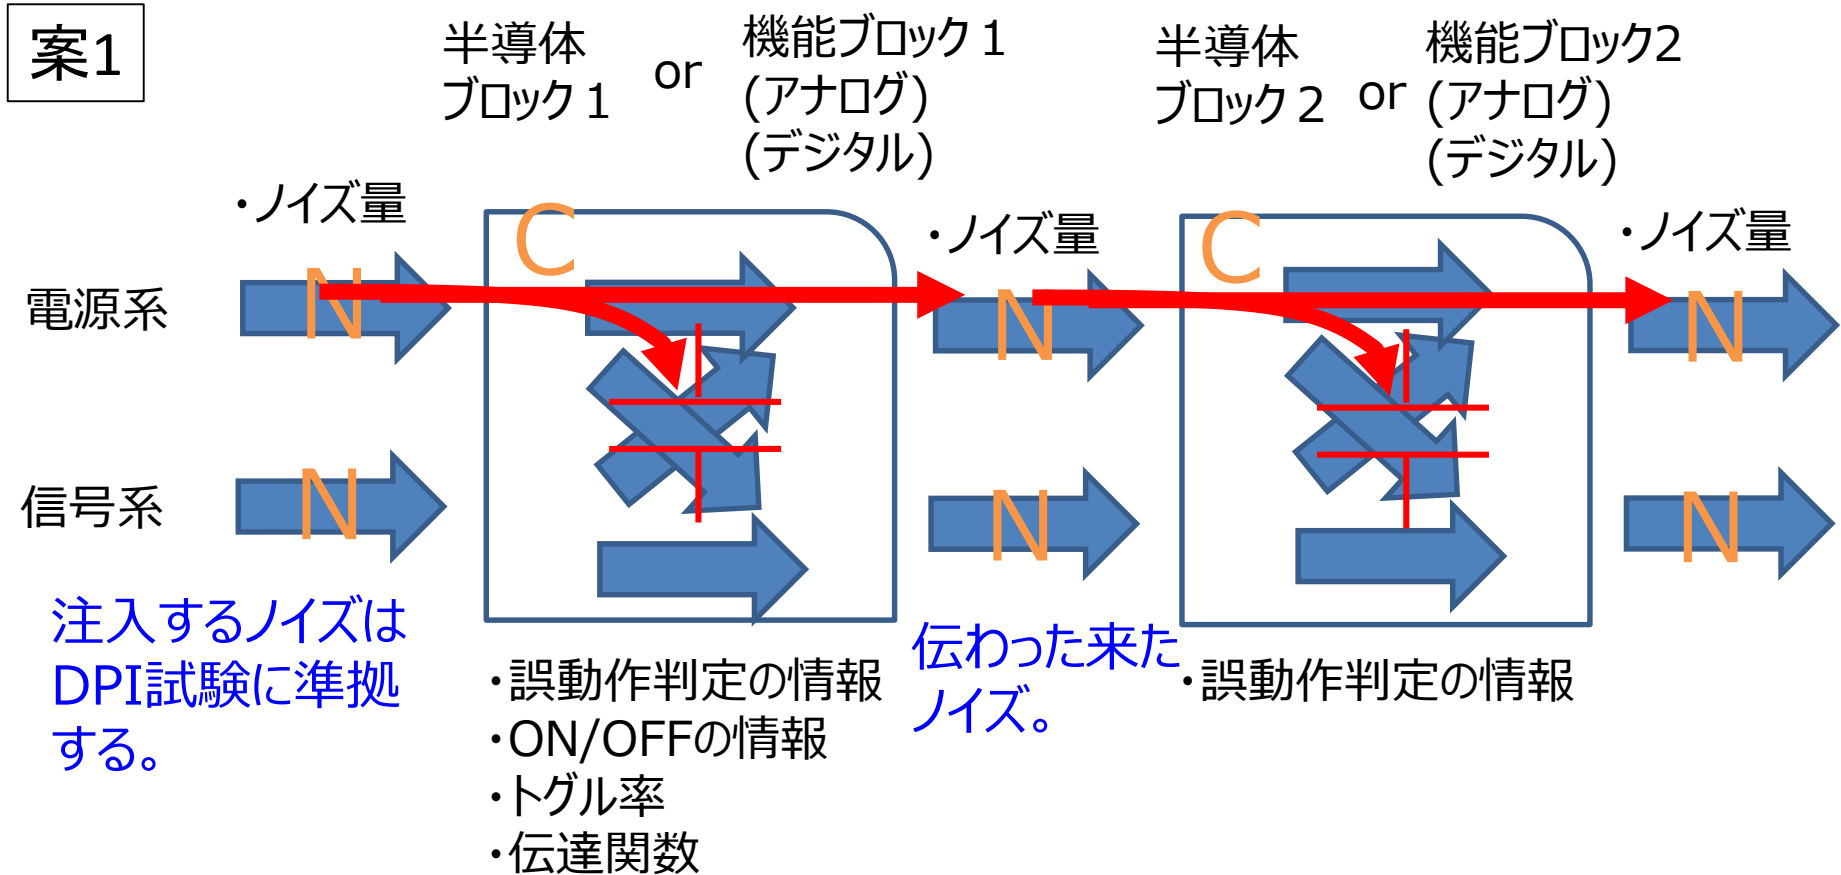 案1
半導体
ブロック１
or
機能ブロック１
(アナログ)
(デジタル)
半導体
ブロック２
or
機能ブロック2
(アナログ)
(デジタル)
・ノイズ量
C
・ノイズ量
C
・ノイズ量
電源系
N
N
N
信号系
N
N
N
注入するノイズは
DPI試験に準拠
する。
・誤動作判定の情報
・ON/OFFの情報
・トグル率
・伝達関数
伝わった来た
ノイズ。
・誤動作判定の情報